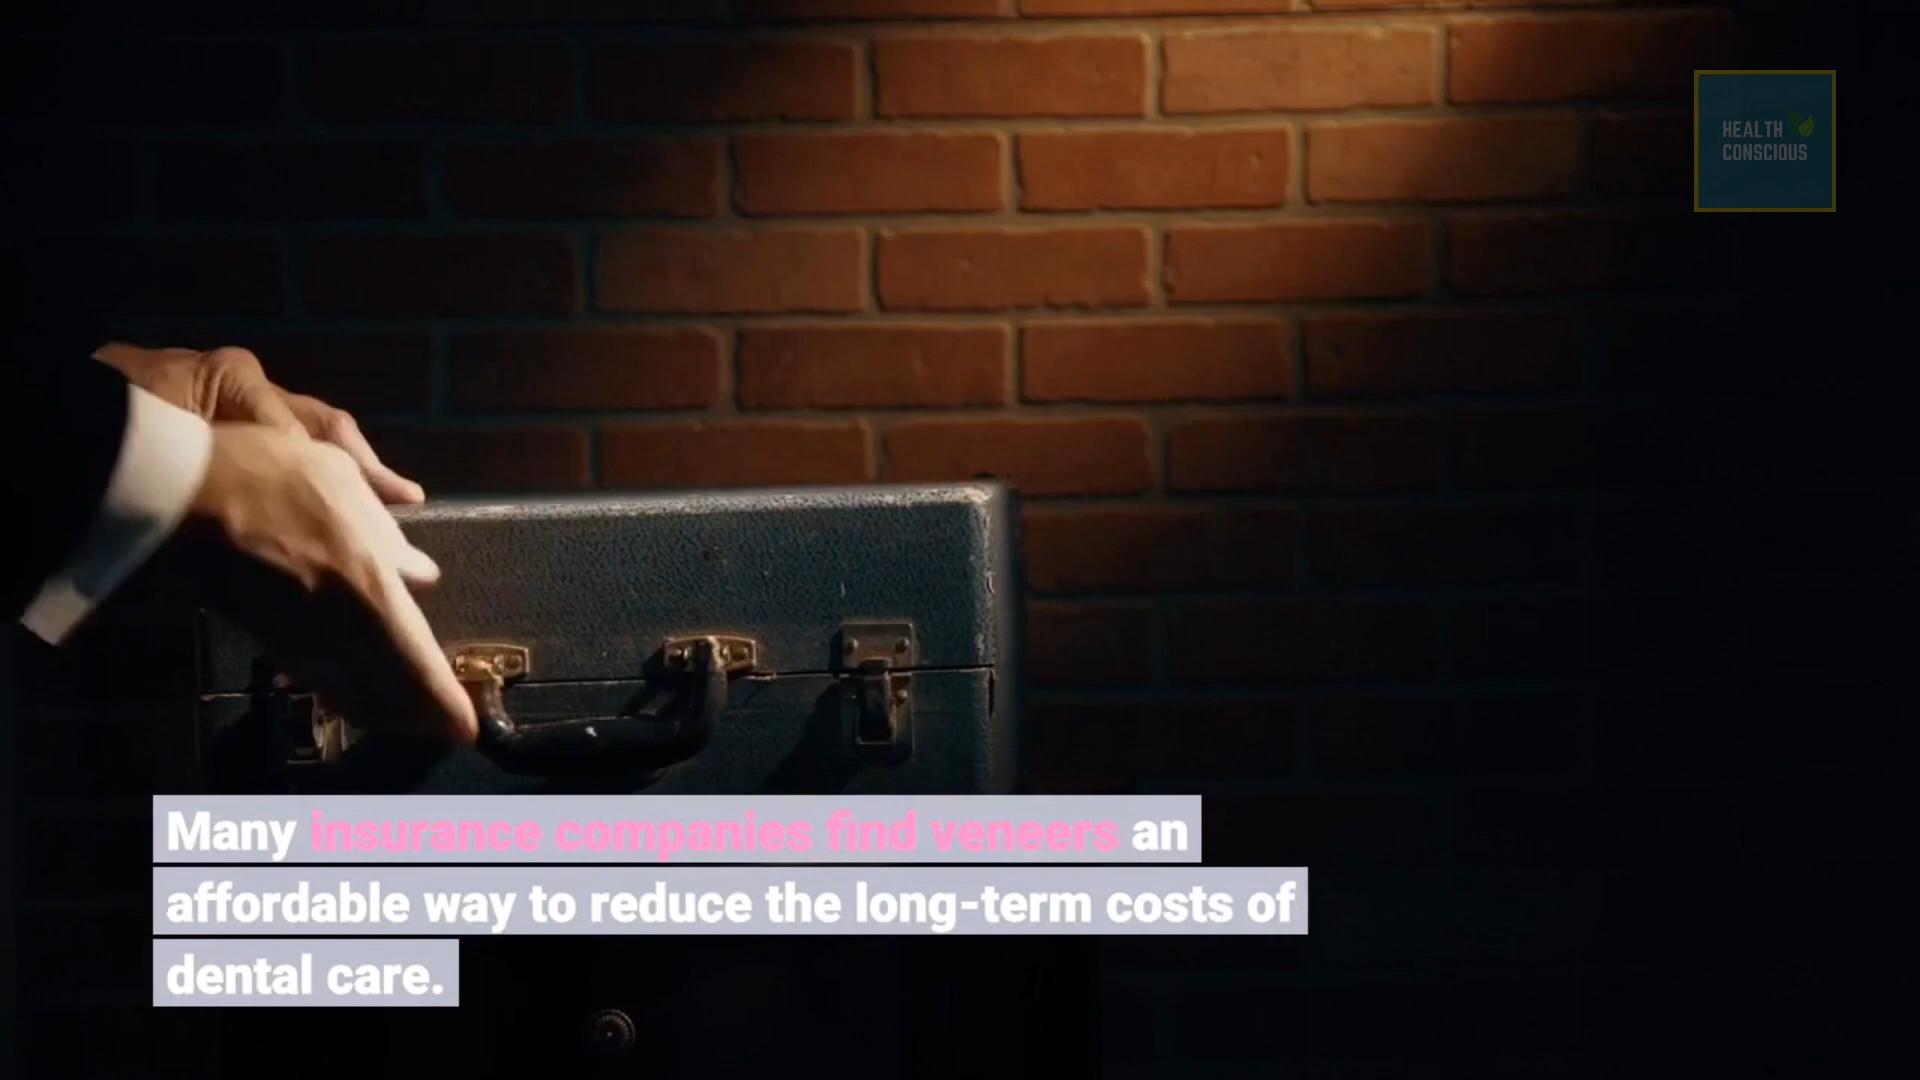 HEALTH
CONSCIOUS
Many insurance companies find veneers an
affordable way to reduce the long-term costs of
dental care.